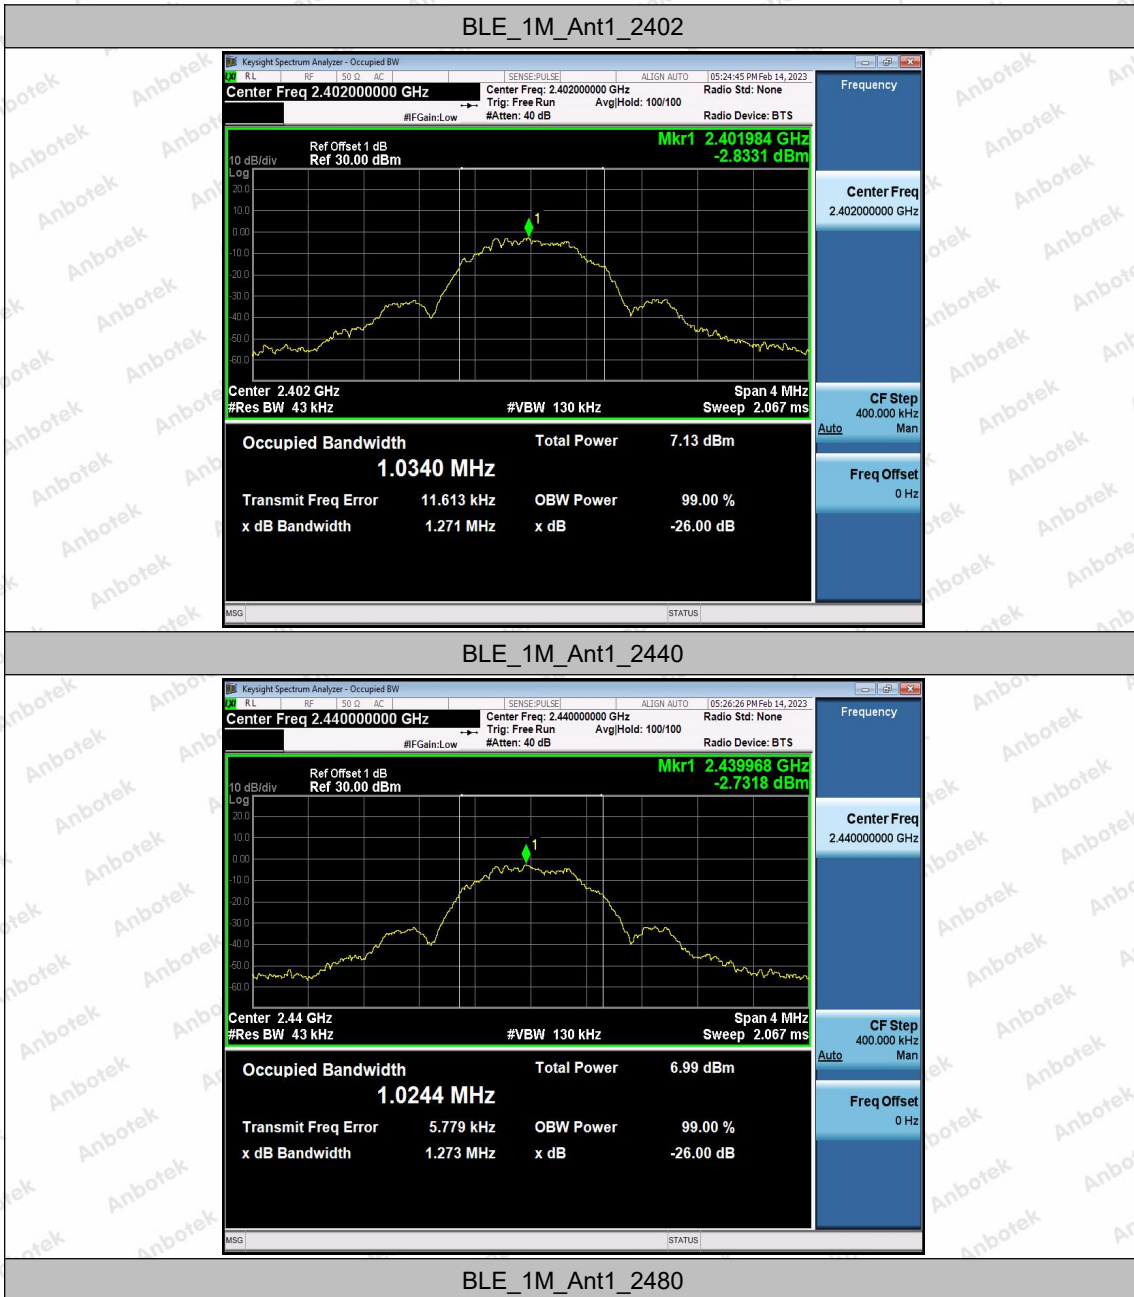 BLE_1M_Ant1_2402
Keysight Spectrum Analyzer - Occupied BW
LXI RL RF 50 Ω AC SENSE:PULSE ALIGN AUTO 05:24:45 PM Feb 14, 2023
Center Freq 2.402000000 GHz
Center Freq: 2.402000000 GHz
Radio Std: None
Trig: Free Run Avg|Hold: 100/100
#IFGain:Low #Atten: 40 dB
Radio Device: BTS
Frequency
Mkr1 2.401984 GHz
-2.8331 dBm
Ref Offset 1 dB
10 dB/div Ref 30.00 dBm
Log
20.0
10.0
0.00
-10.0
-20.0
-30.0
-40.0
-50.0
-60.0
1
Center 2.402 GHz Span 4 MHz
#Res BW 43 kHz #VBW 130 kHz Sweep 2.067 ms
Center Freq
2.402000000 GHz
CF Step
400.000 kHz
Auto Man
Freq Offset
0 Hz
Occupied Bandwidth Total Power 7.13 dBm
1.0340 MHz
Transmit Freq Error 11.613 kHz OBW Power 99.00 %
x dB Bandwidth 1.271 MHz x dB -26.00 dB
MSG STATUS
BLE_1M_Ant1_2440
Keysight Spectrum Analyzer - Occupied BW
LXI RL RF 50 Ω AC SENSE:PULSE ALIGN AUTO 05:26:26 PM Feb 14, 2023
Center Freq 2.440000000 GHz
Center Freq: 2.440000000 GHz
Radio Std: None
Trig: Free Run Avg|Hold: 100/100
#IFGain:Low #Atten: 40 dB
Radio Device: BTS
Frequency
Mkr1 2.439968 GHz
-2.7318 dBm
Ref Offset 1 dB
10 dB/div Ref 30.00 dBm
Log
20.0
10.0
0.00
-10.0
-20.0
-30.0
-40.0
-50.0
-60.0
1
Center 2.44 GHz Span 4 MHz
#Res BW 43 kHz #VBW 130 kHz Sweep 2.067 ms
Center Freq
2.440000000 GHz
CF Step
400.000 kHz
Auto Man
Freq Offset
0 Hz
Occupied Bandwidth Total Power 6.99 dBm
1.0244 MHz
Transmit Freq Error 5.779 kHz OBW Power 99.00 %
x dB Bandwidth 1.273 MHz x dB -26.00 dB
MSG STATUS
BLE_1M_Ant1_2480